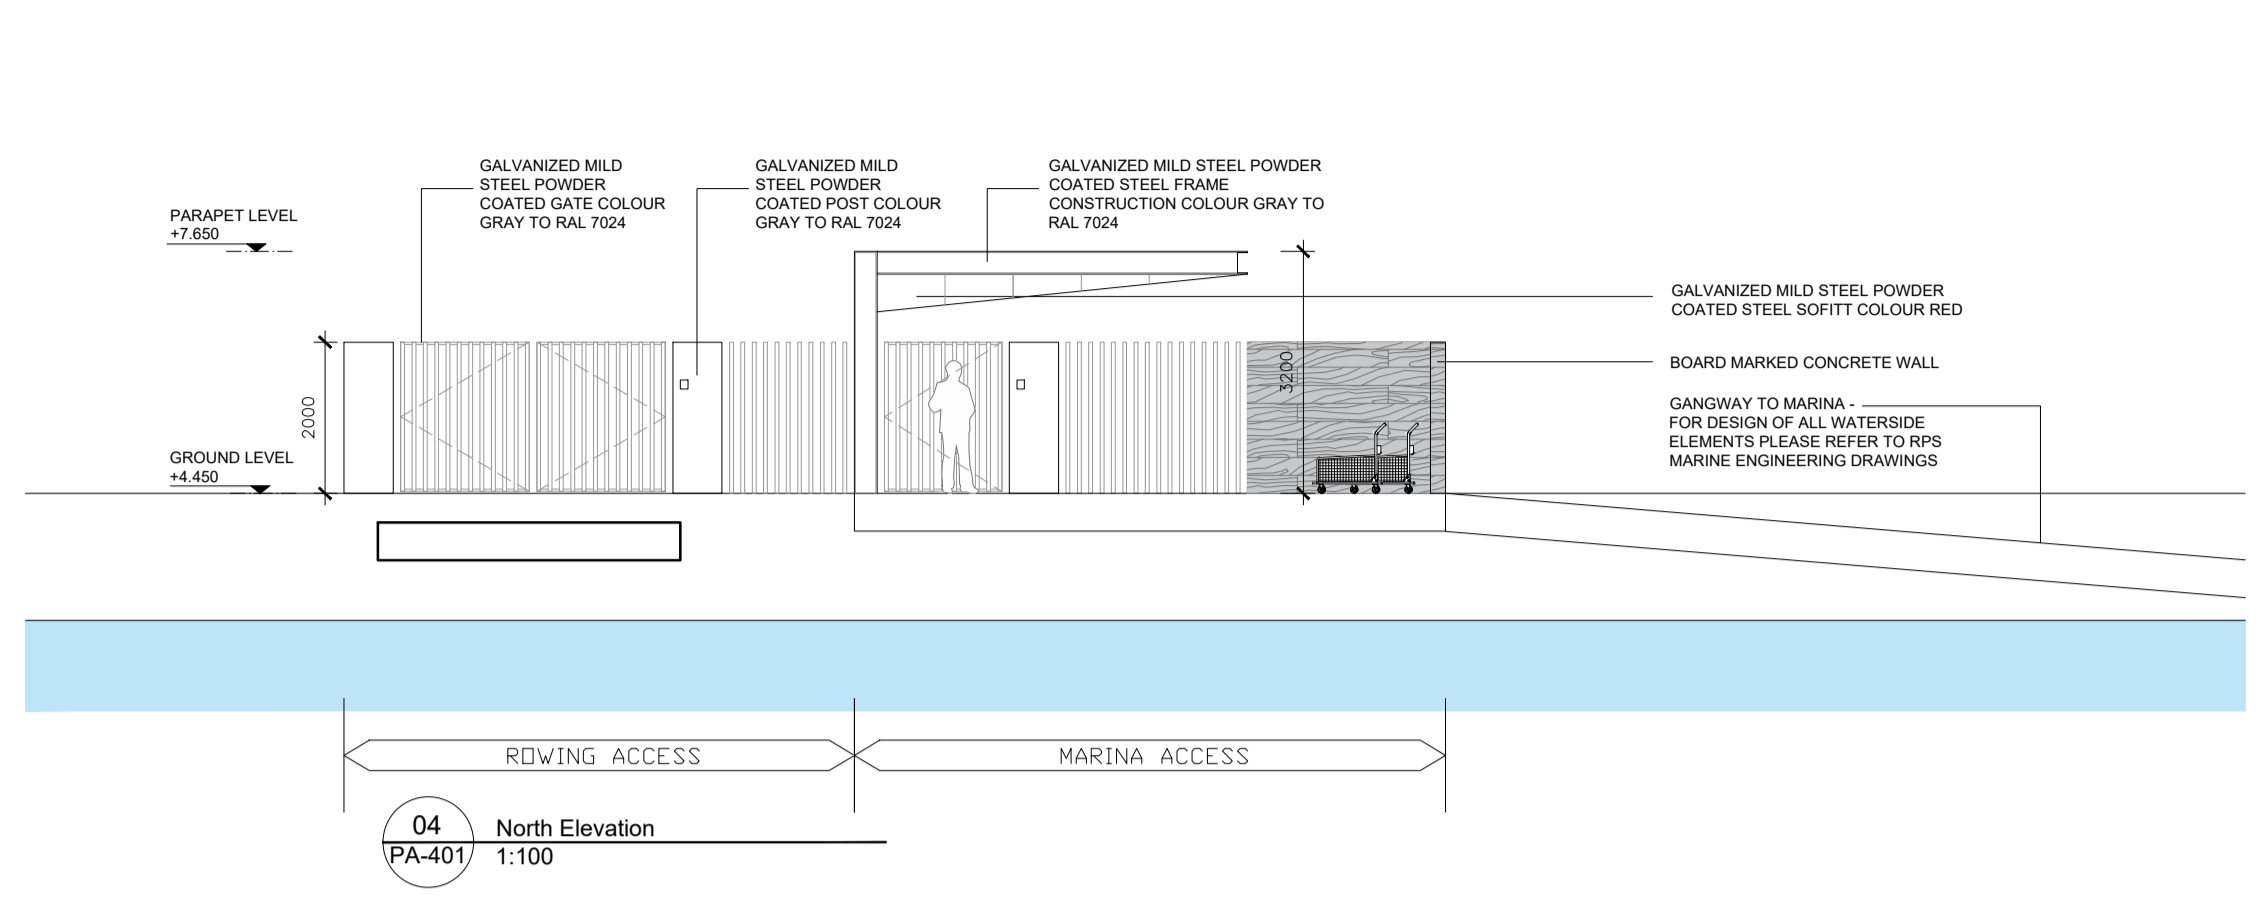 GALVANIZED MILD
STEEL POWDER
COATED GATE COLOUR
GRAY TO RAL 7024
GALVANIZED MILD
STEEL POWDER
COATED POST COLOUR
GRAY TO RAL 7024
GALVANIZED MILD STEEL POWDER
COATED STEEL FRAME
CONSTRUCTION COLOUR GRAY TO
RAL 7024
PARAPET LEVEL
+7.650
GALVANIZED MILD STEEL POWDER
COATED STEEL SOFITT COLOUR RED
3200
BOARD MARKED CONCRETE WALL
2000
GANGWAY TO MARINA -
FOR DESIGN OF ALL WATERSIDE
ELEMENTS PLEASE REFER TO RPS
MARINE ENGINEERING DRAWINGS
GROUND LEVEL
+4.450
ROWING ACCESS
MARINA ACCESS
04
North Elevation
PA-401
1:100